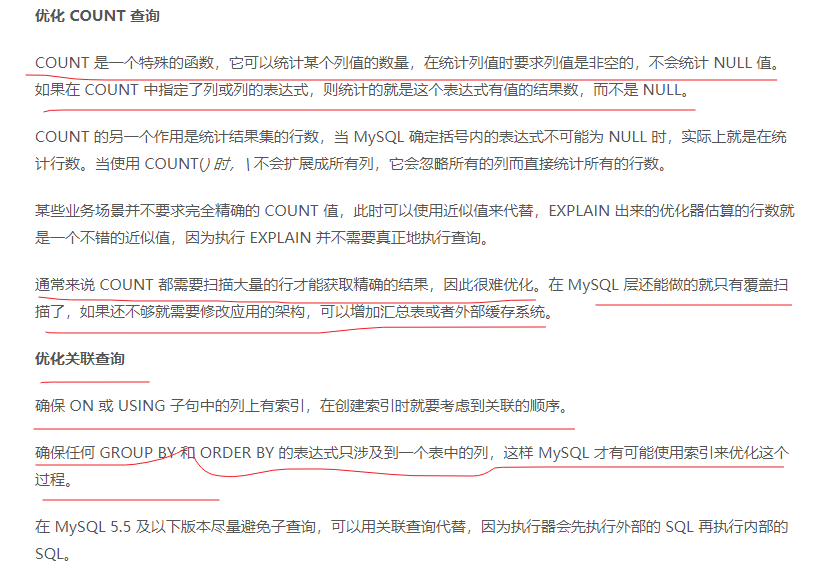 优化 COUNT 查询
COUNT 是一个特殊的函数，它可以统计某个列值的数量，在统计列值时要求列值是非空的，不会统计 NULL 值。
如果在 COUNT 中指定了列或列的表达式，则统计的就是这个表达式有值的结果数，而不是 NULL。
COUNT 的另一个作用是统计结果集的行数，当 MySQL 确定括号内的表达式不可能为 NULL 时，实际上就是在统
计行数。当使用 COUNT() 时，\ 不会扩展成所有列，它会忽略所有的列而直接统计所有的行数。
某些业务场景并不要求完全精确的 COUNT 值，此时可以使用近似值来代替，EXPLAIN 出来的优化器估算的行数就
是一个不错的近似值，因为执行 EXPLAIN 并不需要真正地执行查询。
通常来说 COUNT 都需要扫描大量的行才能获取精确的结果，因此很难优化。在 MySQL 层还能做的就只有覆盖扫
描了，如果还不够就需要修改应用的架构，可以增加汇总表或者外部缓存系统。
优化关联查询
确保 ON 或 USING 子句中的列上有索引，在创建索引时就要考虑到关联的顺序。
确保任何 GROUP BY 和 ORDER BY 的表达式只涉及到一个表中的列，这样 MySQL 才有可能使用索引来优化这个
过程。
在 MySQL 5.5 及以下版本尽量避免子查询，可以用关联查询代替，因为执行器会先执行外部的 SQL 再执行内部的
SQL。